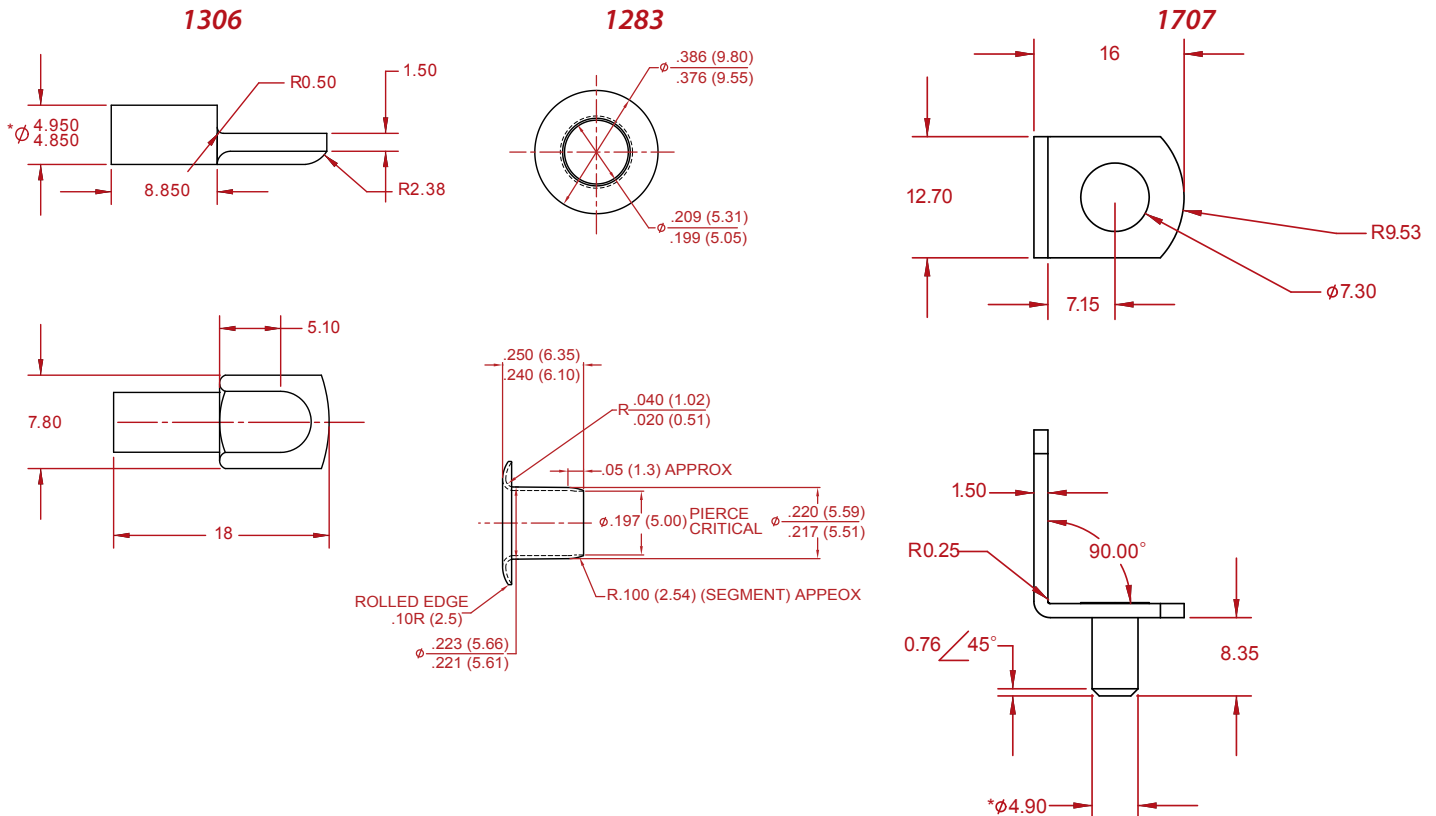 1306
1283
1707
1.50
R0.50
*Ø 4.950
4.850
8.850
R2.38
5.10
7.80
18
ø .386 (9.80)
.376 (9.55)
ø .209 (5.31)
.199 (5.05)
.250 (6.35)
.240 (6.10)
R .040 (1.02)
.020 (0.51)
.05 (1.3) APPROX
ø.197 (5.00) PIERCE
CRITICAL
ø .220 (5.59)
.217 (5.51)
R.100 (2.54) (SEGMENT) APPEOX
ROLLED EDGE
.10R (2.5)
ø .223 (5.66)
.221 (5.61)
16
12.70
R9.53
ø7.30
7.15
1.50
R0.25
90.00°
0.76 45°
8.35
*ø4.90